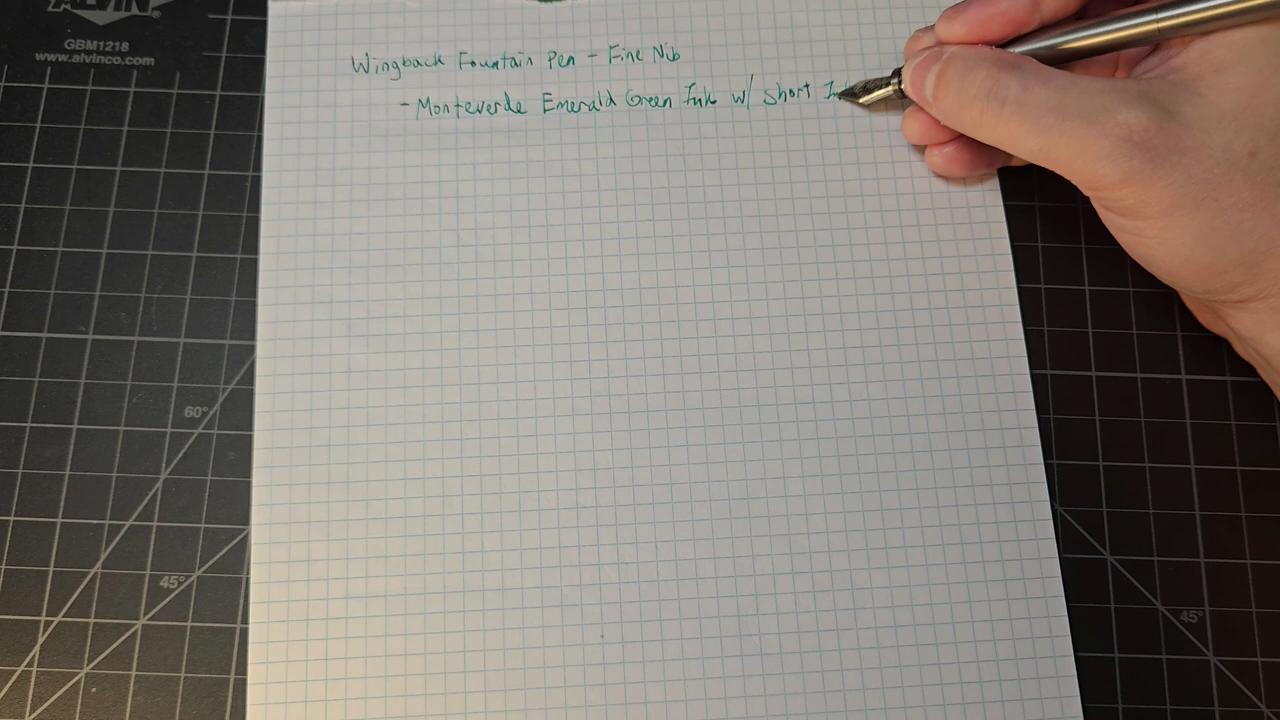 ALVIN®
GBM1218
www.alvinco.com
Wingback Fountain Pen - Fine Nib
- Monteverde Emerald Green Ink w/ short
60°
45°
45°